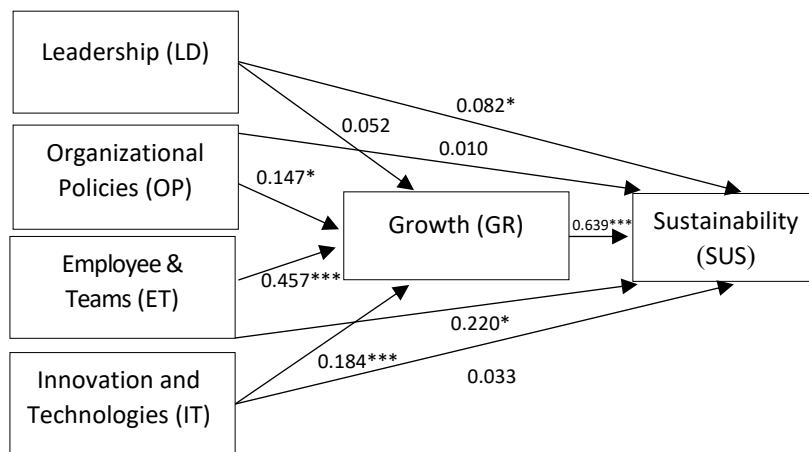 Leadership (LD)
0.082*
0.052
0.010
Organizational
Policies (OP)
0.147*
Growth (GR)
0.639***
Sustainability
(SUS)
Employee &
Teams (ET)
0.457***
0.220*
0.184***
0.033
Innovation and
Technologies (IT)